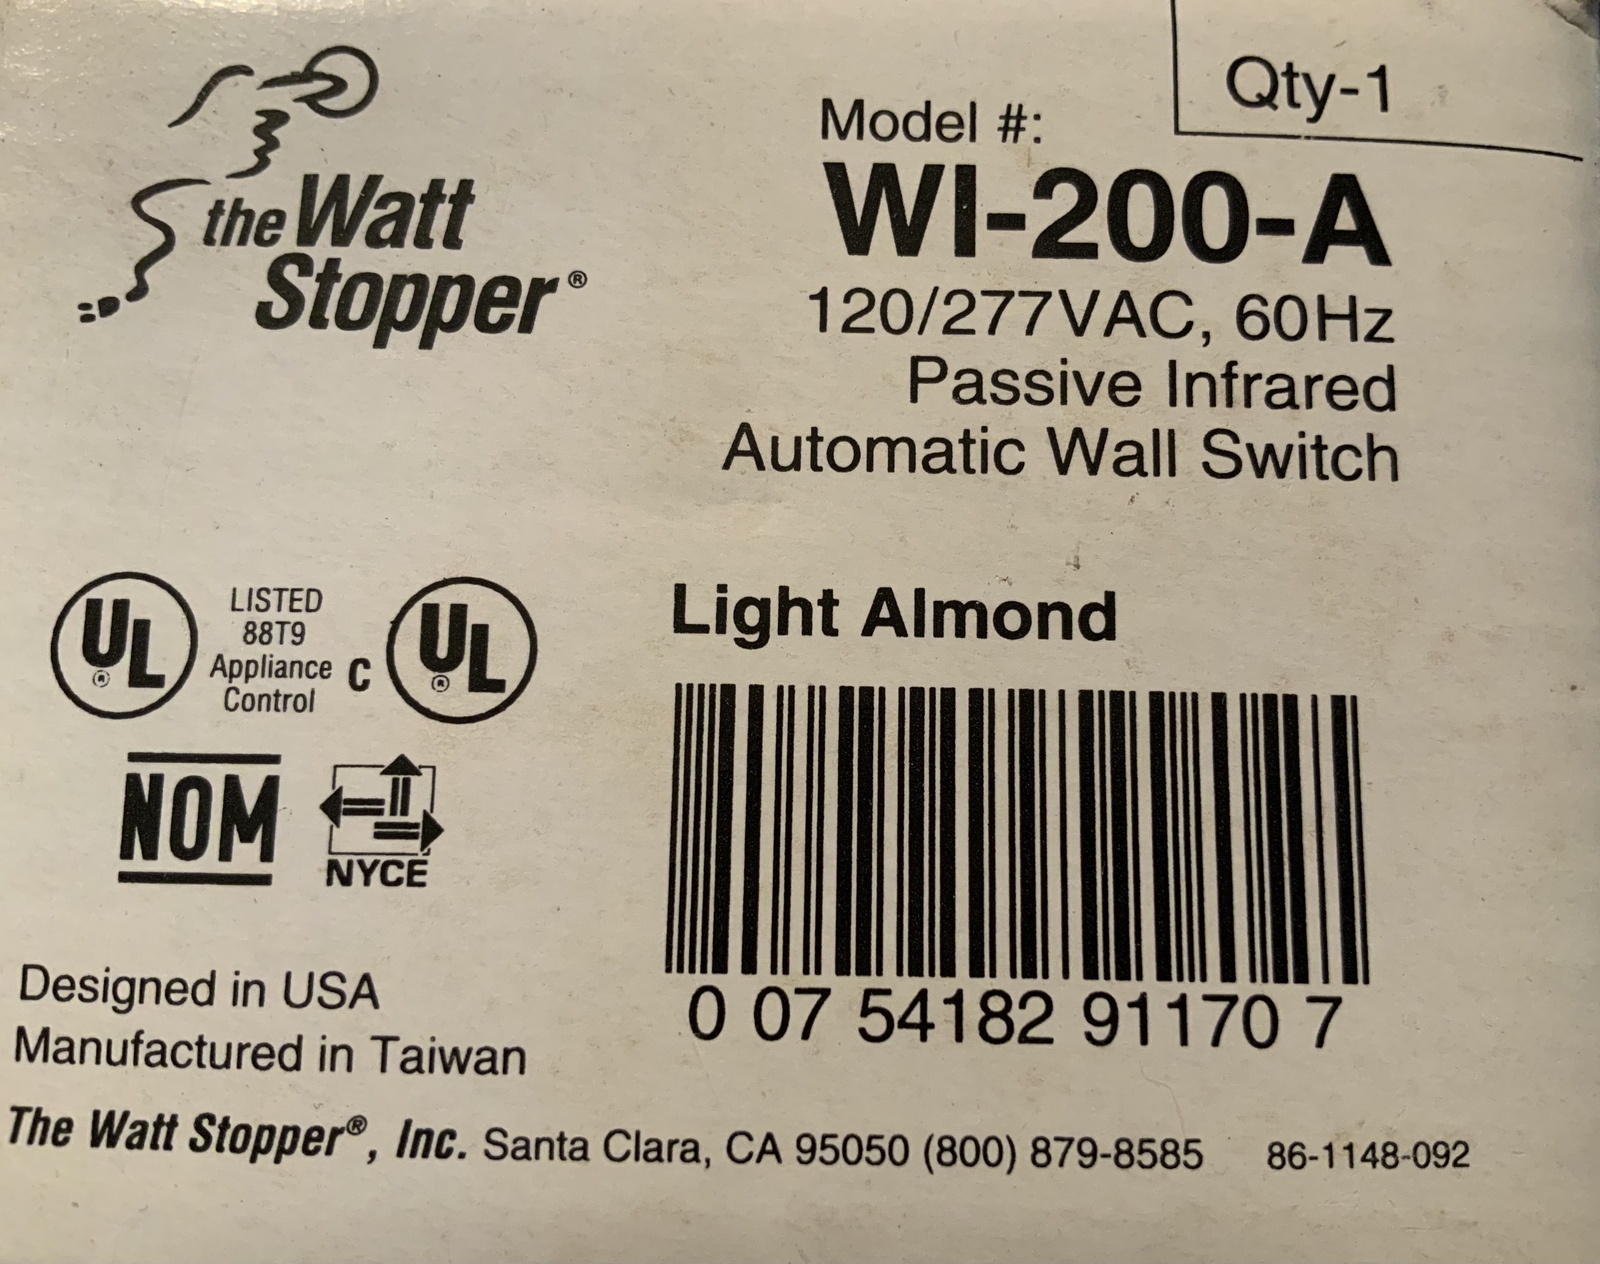 Qty-1
the Watt
Stopper®
Model #:
WI-200-A
120/277VAC, 60Hz
Passive Infrared
Automatic Wall Switch
UL®
LISTED
88T9
Appliance
Control
C UL®
NOM
NYCE
Light Almond
0 07 54182 91170 7
Designed in USA
Manufactured in Taiwan
The Watt Stopper®, Inc. Santa Clara, CA 95050 (800) 879-8585 86-1148-092